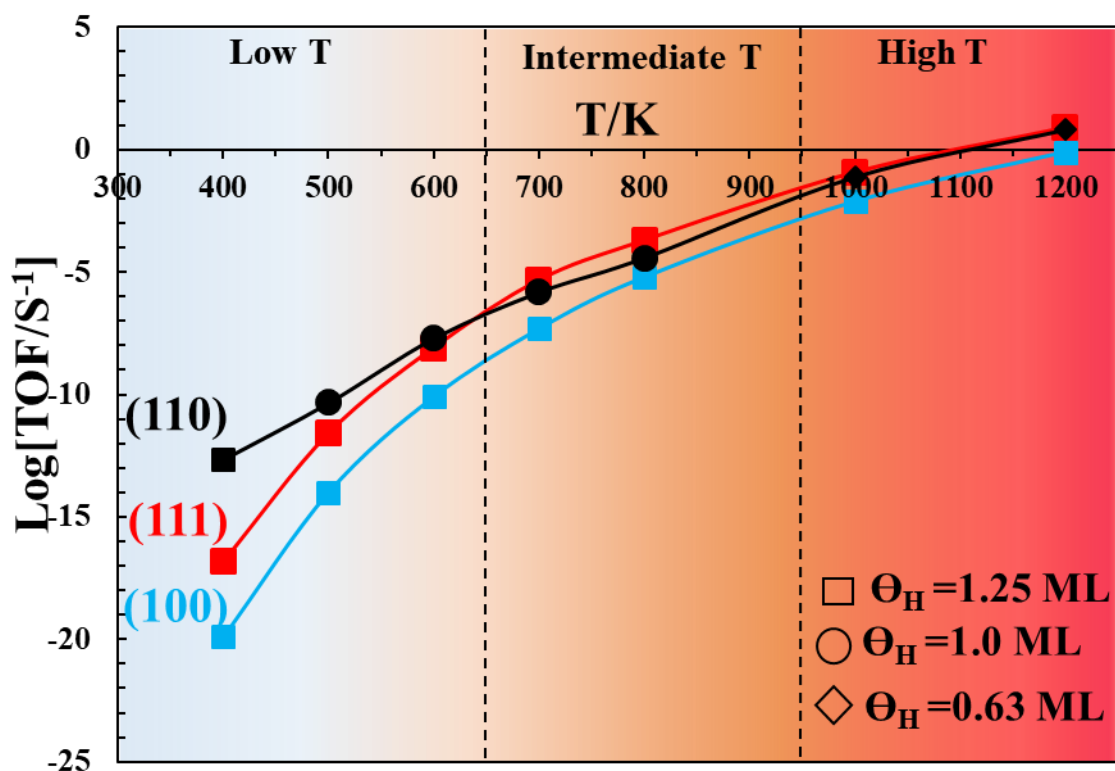 Low T
Intermediate T
High T
T/K
5
0
-5
-10
-15
-20
-25
300 400 500 600 700 800 900 1000 1100 1200
Log[TOF/S⁻¹]
(110)
(111)
(100)
ΘH =1.25 ML
ΘH =1.0 ML
ΘH =0.63 ML